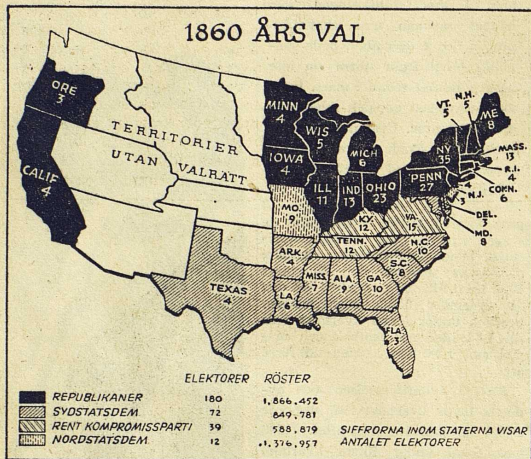 1860 ÅRS VAL
ORE
3
CALIF
4
TERRITORIER
UTAN VALRÄTT
MINN
4
WIS
5
IOWA
4
MICH
6
ILL
11
IND
13
OHIO
23
PENN
27
NY
35
VT.
5
N.H.
5
ME
8
MASS.
13
R.I.
4
CONN.
6
4
3
N.J.
DEL.
3
MD.
8
MO.
9
KY.
12
VA.
15
TENN.
12
N.C.
10
S.C.
8
ARK.
4
TEXAS
4
LA.
6
MISS.
7
ALA.
9
GA.
10
FLA.
3
ELEKTORER RÖSTER
REPUBLIKANER 180 1,866,452
SYDSTATSDEM. 72 849,781
RENT KOMPROMISSPARTI 39 588,879
NORDSTATSDEM. 12 1,376,957
SIFFRORNA INOM STATERNA VISAR
ANTALET ELEKTORER